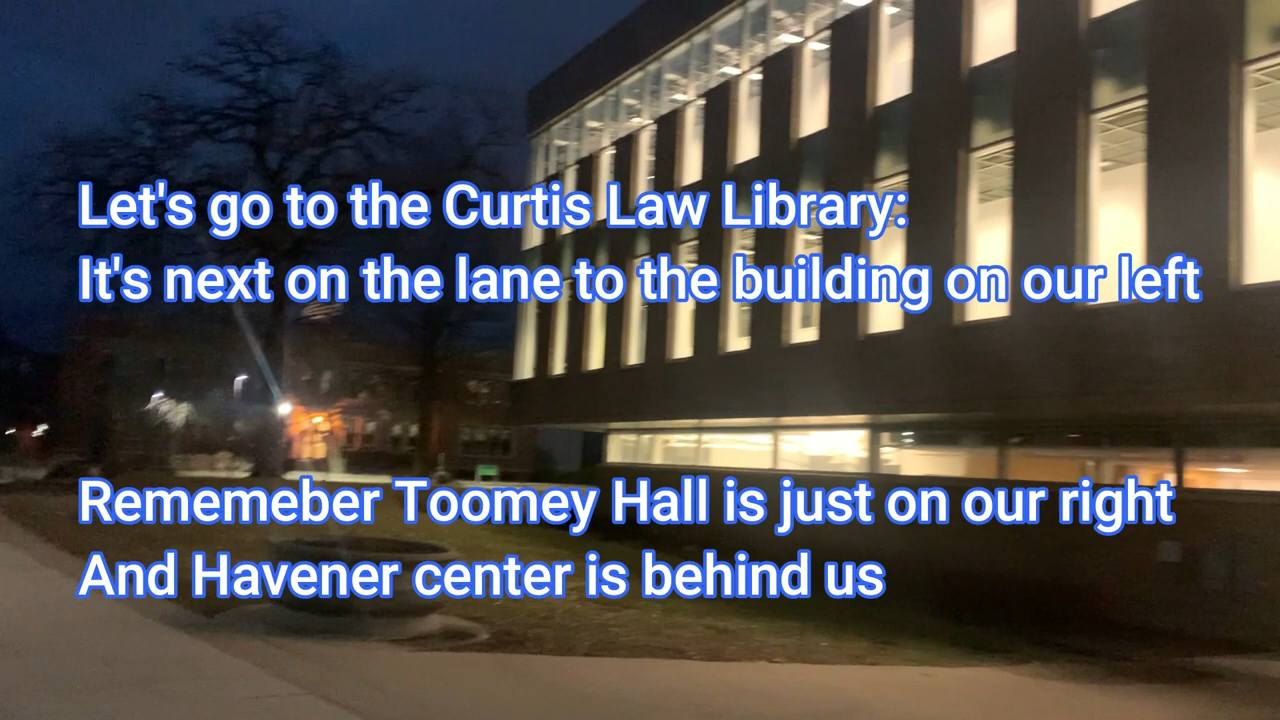 Let's go to the Curtis Law Library:
It's next on the lane to the building on our left
Rememeber Toomey Hall is just on our right
And Havener center is behind us